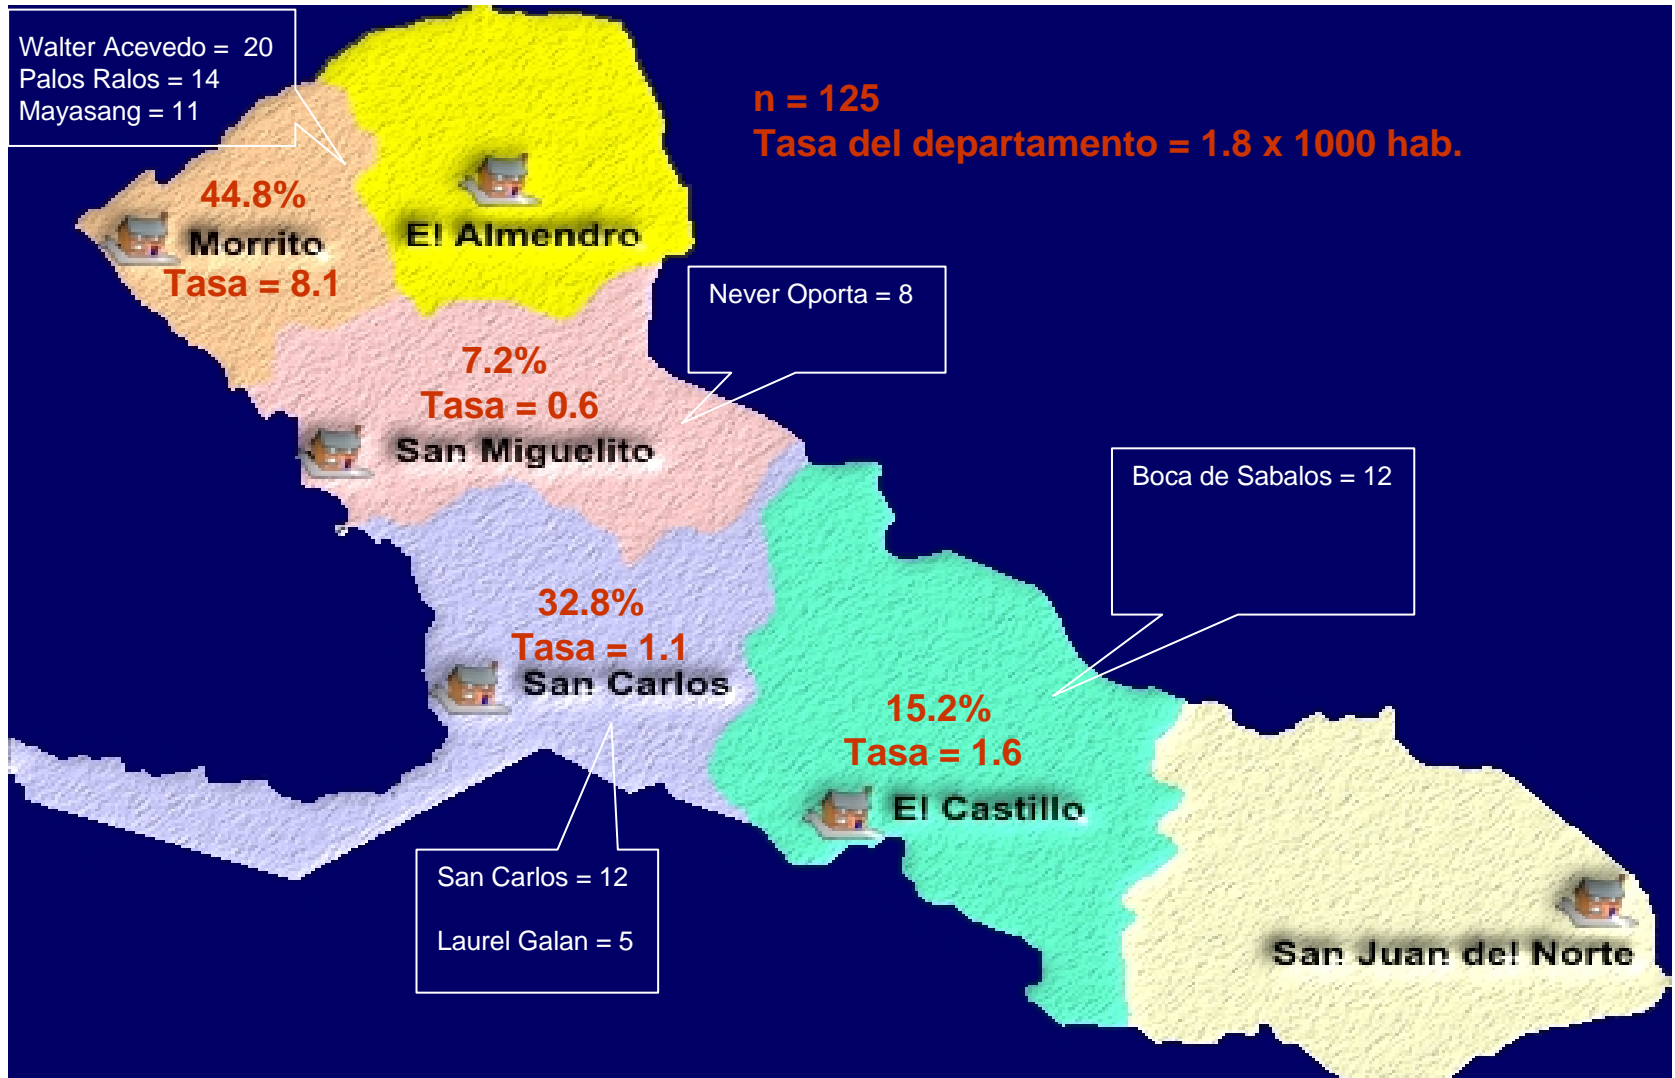 Walter Acevedo = 20
Palos Ralos = 14
Mayasang = 11
n = 125
Tasa del departamento = 1.8 x 1000 hab.
44.8%
Morrito
Tasa = 8.1
El Almendro
Never Oporta = 8
7.2%
Tasa = 0.6
San Miguelito
Boca de Sabalos = 12
32.8%
Tasa = 1.1
San Carlos
15.2%
Tasa = 1.6
El Castillo
San Carlos = 12
Laurel Galan = 5
San Juan del Norte